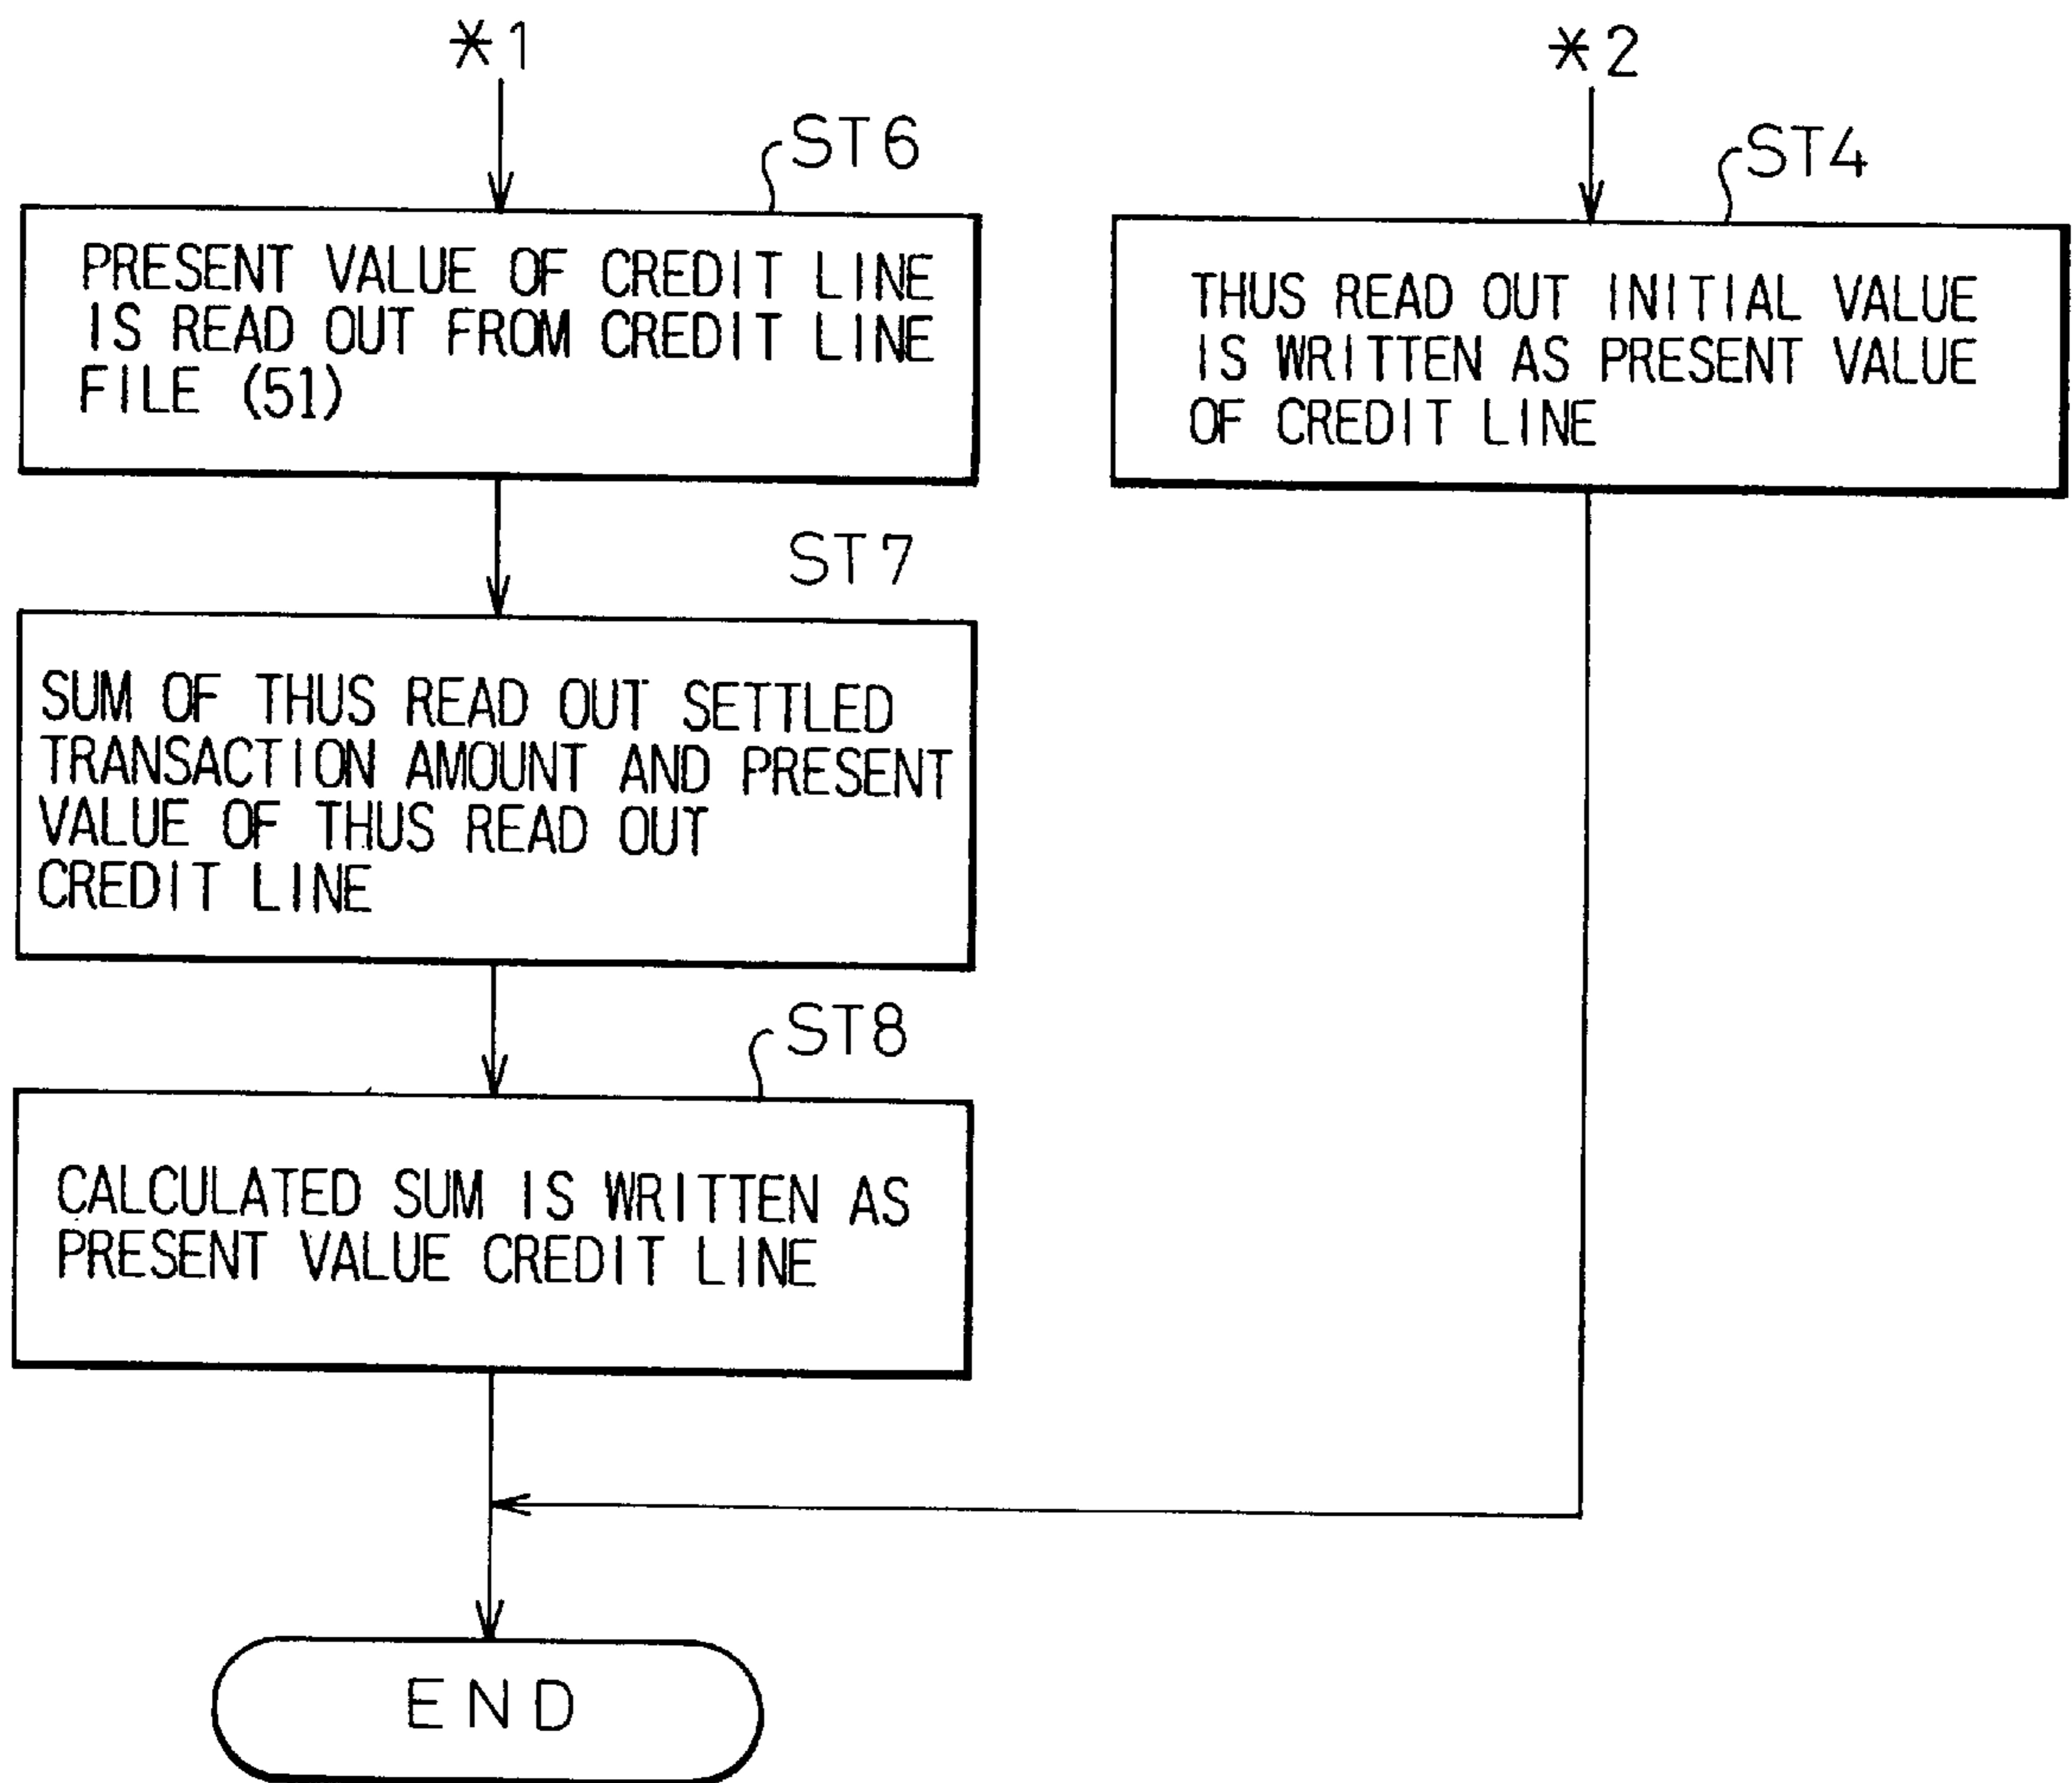 *1
ST6
PRESENT VALUE OF CREDIT LINE
IS READ OUT FROM CREDIT LINE
FILE (51)
ST7
SUM OF THUS READ OUT SETTLED
TRANSACTION AMOUNT AND PRESENT
VALUE OF THUS READ OUT
CREDIT LINE
ST8
CALCULATED SUM IS WRITTEN AS
PRESENT VALUE CREDIT LINE
*2
ST4
THUS READ OUT INITIAL VALUE
IS WRITTEN AS PRESENT VALUE
OF CREDIT LINE
END